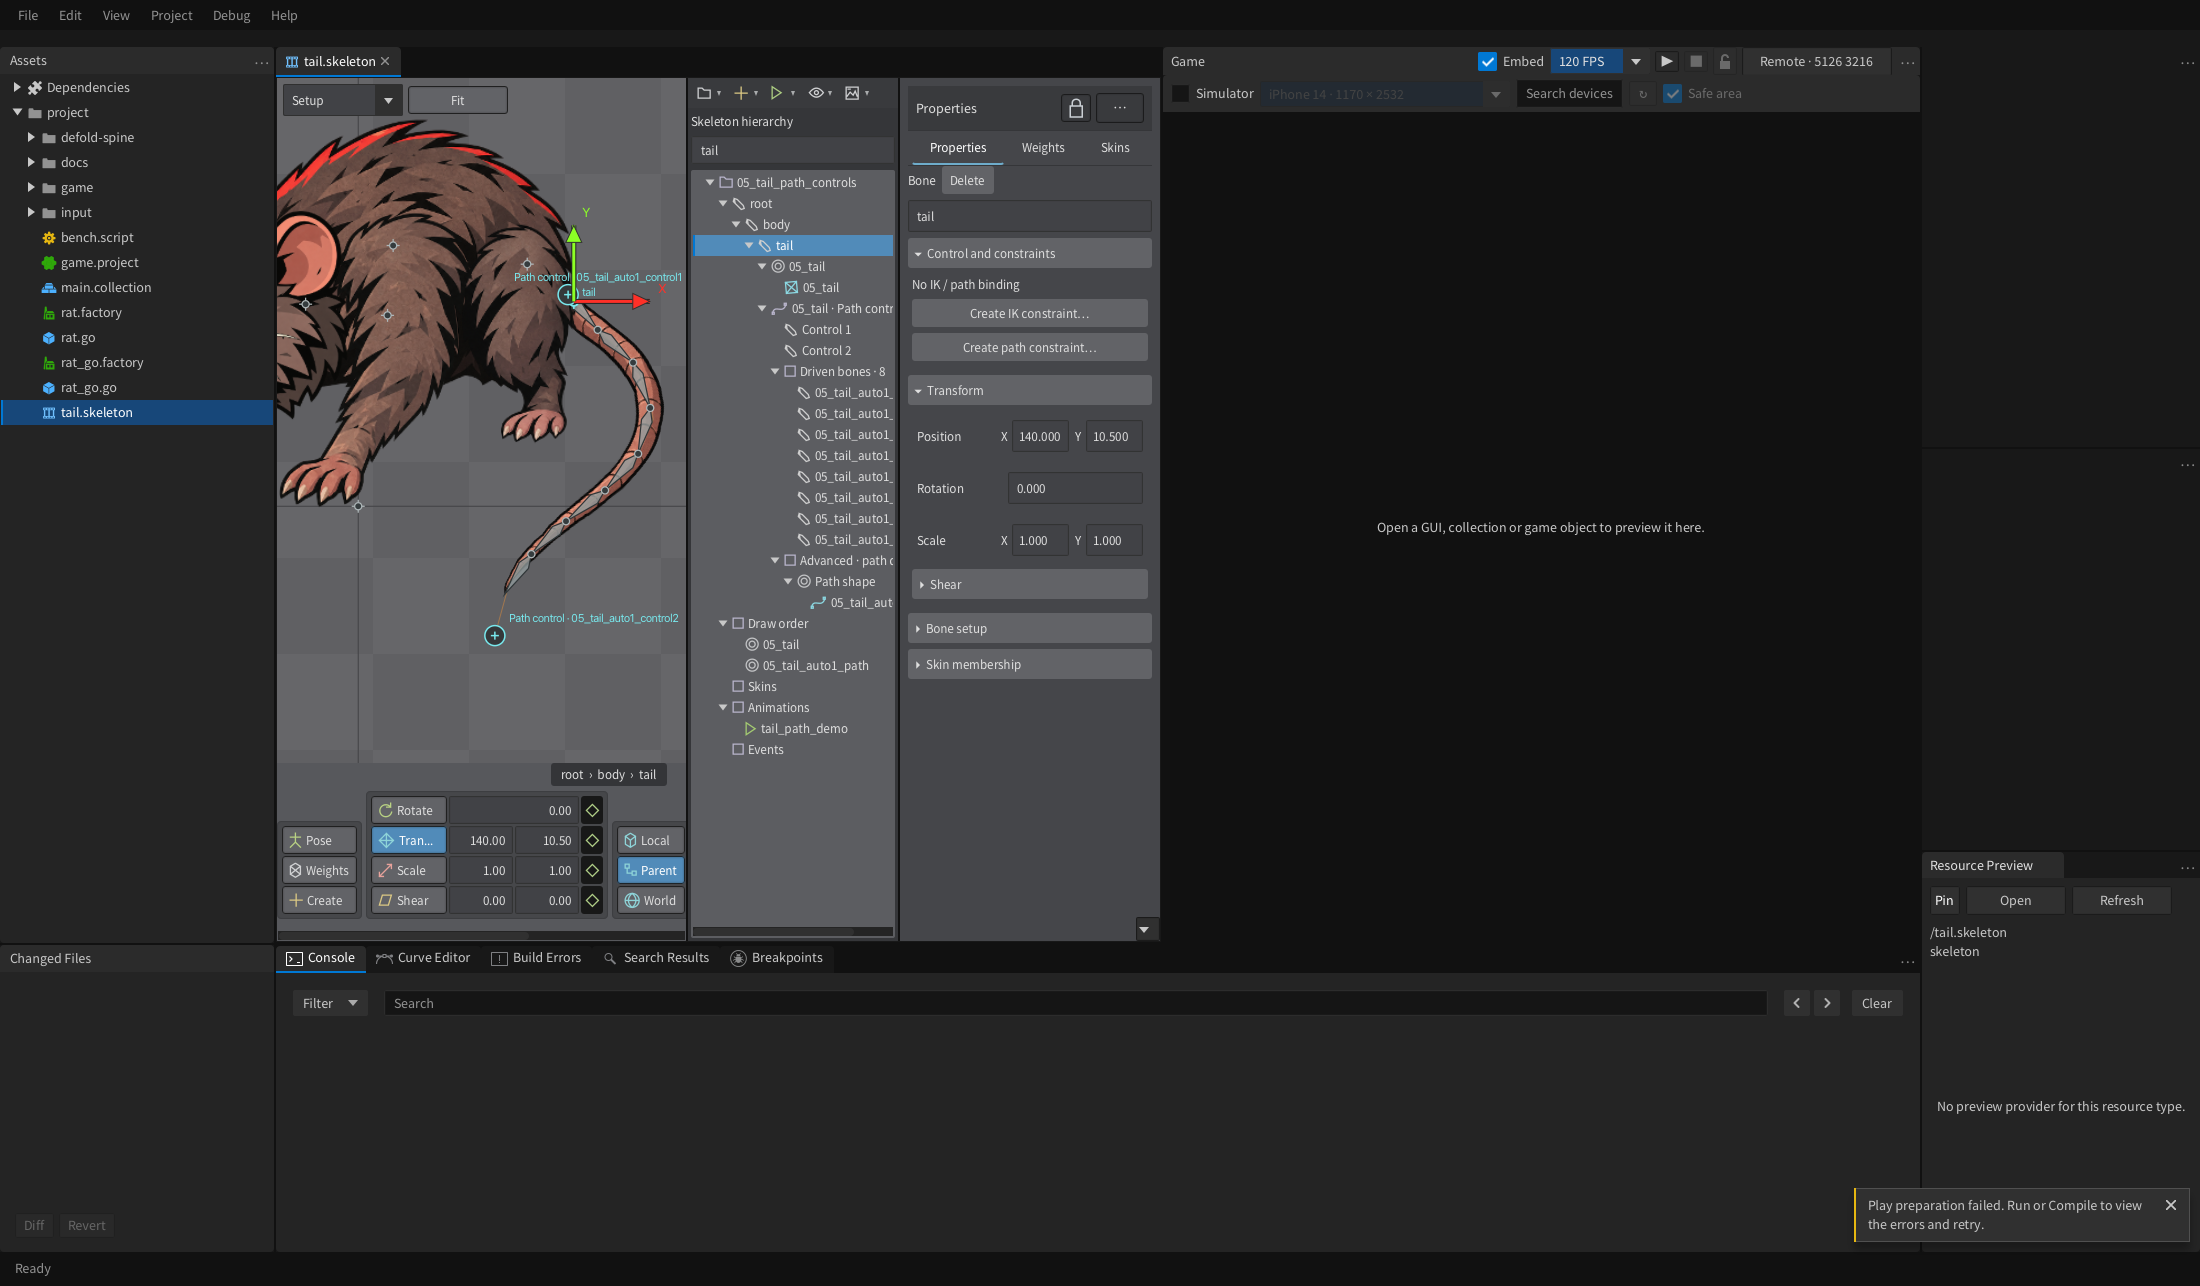 File Edit View Project Debug Help
Assets
Dependencies
project
defold-spine
docs
game
input
bench.script
game.project
main.collection
rat.factory
rat.go
rat_go.factory
rat_go.go
tail.skeleton
Changed Files
Diff Revert
Ready
tail.skeleton
Setup Fit
Y
X
Path control · 05_tail_auto1_control1
tail
Path control · 05_tail_auto1_control2
root › body › tail
Pose
Weights
Create
Rotate 0.00
Tran... 140.00 10.50
Scale 1.00 1.00
Shear 0.00 0.00
Local
Parent
World
Skeleton hierarchy
tail
05_tail_path_controls
root
body
tail
05_tail
05_tail
05_tail · Path contr
Control 1
Control 2
Driven bones · 8
05_tail_auto1_
05_tail_auto1_
05_tail_auto1_
05_tail_auto1_
05_tail_auto1_
05_tail_auto1_
05_tail_auto1_
05_tail_auto1_
Advanced · path
Path shape
05_tail_aut
Draw order
05_tail
05_tail_auto1_path
Skins
Animations
tail_path_demo
Events
Properties ...
Properties Weights Skins
Bone Delete
tail
Control and constraints
No IK / path binding
Create IK constraint...
Create path constraint...
Transform
Position X 140.000 Y 10.500
Rotation 0.000
Scale X 1.000 Y 1.000
Shear
Bone setup
Skin membership
Game Embed 120 FPS Remote · 5126 3216
Simulator iPhone 14 · 1170 × 2532 Search devices Safe area
Open a GUI, collection or game object to preview it here.
Console Curve Editor Build Errors Search Results Breakpoints
Filter Search Clear
Resource Preview
Pin Open Refresh
/tail.skeleton
skeleton
No preview provider for this resource type.
Play preparation failed. Run or Compile to view
the errors and retry.